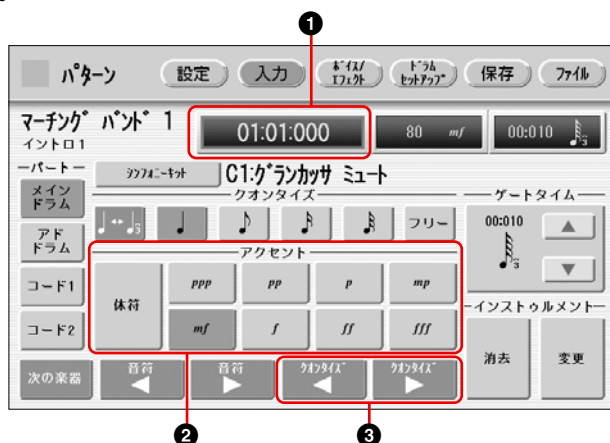 ❶
パターン 設定 入力 ボイス/エフェクト ドラムセットアップ 保存 ファイル
マーチング バンド 1 01:01:000 80 mf 00:010
イントロ1
パート シンフォニーキット C1:グランカッサ ミュート
クオンタイズ ゲートタイム
メインドラム フリー 00:010
アドドラム アクセント
コード1 休符 ppp pp p mp
インストゥルメント
コード2 mf f ff fff 消去 変更
次の楽器 音符 音符 クオンタイズ クオンタイズ
❷ ❸